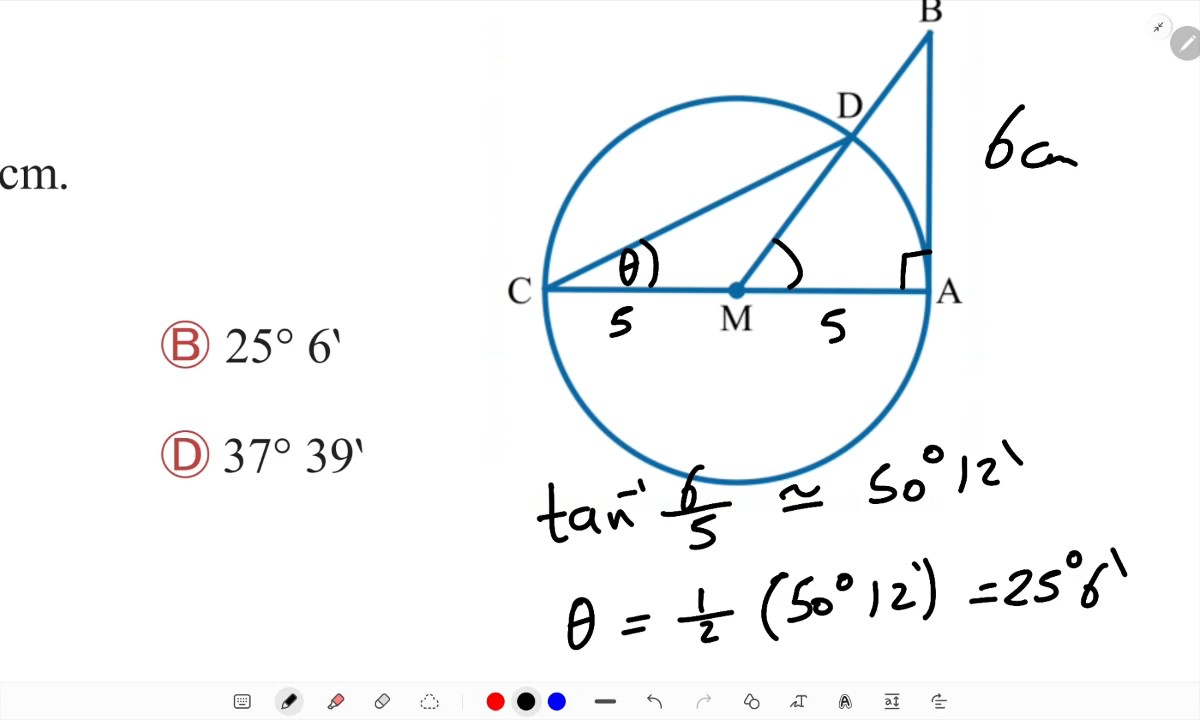 B
D
6cm
cm.
θ
C
A
5
M
5
B 25° 6'
D 37° 39'
tan⁻¹ 6/5 ≃ 50° 12'
θ = 1/2 (50° 12') = 25° 6'